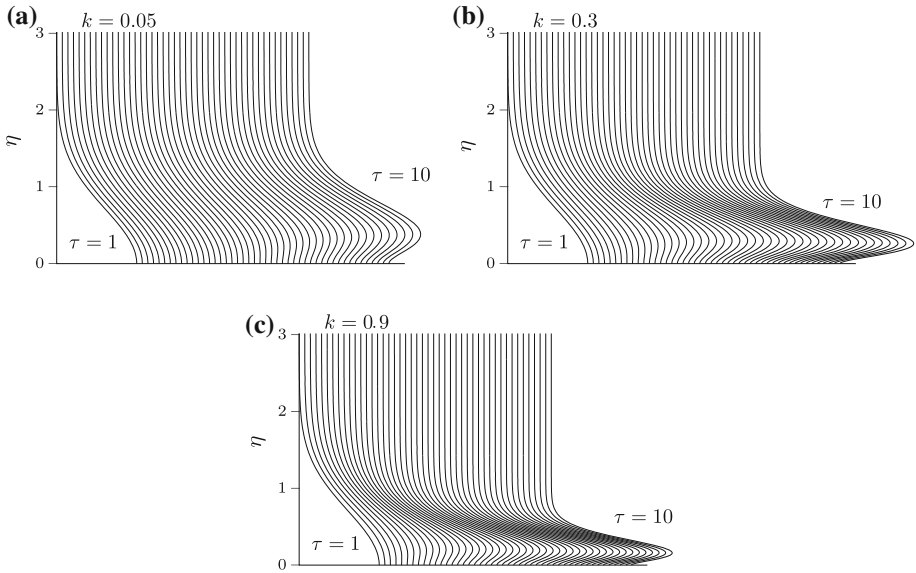 (a)
k = 0.05
3
2
η
1
0
τ = 1
τ = 10
(b)
k = 0.3
3
2
η
1
0
τ = 1
τ = 10
(c)
k = 0.9
3
2
η
1
0
τ = 1
τ = 10